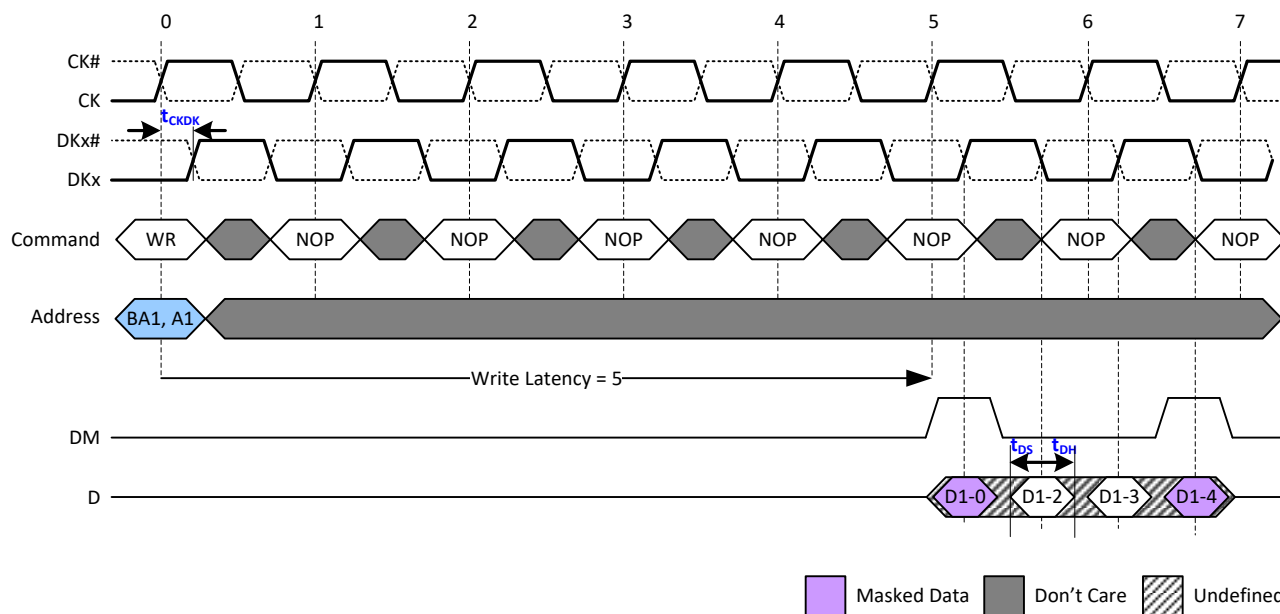 0 1 2 3 4 5 6 7
CK#
CK
tCKDK
DKx#
DKx
Command WR NOP NOP NOP NOP NOP NOP NOP
Address BA1, A1
Write Latency = 5
DM
tDS tDH
D D1-0 D1-2 D1-3 D1-4
Masked Data Don't Care Undefined